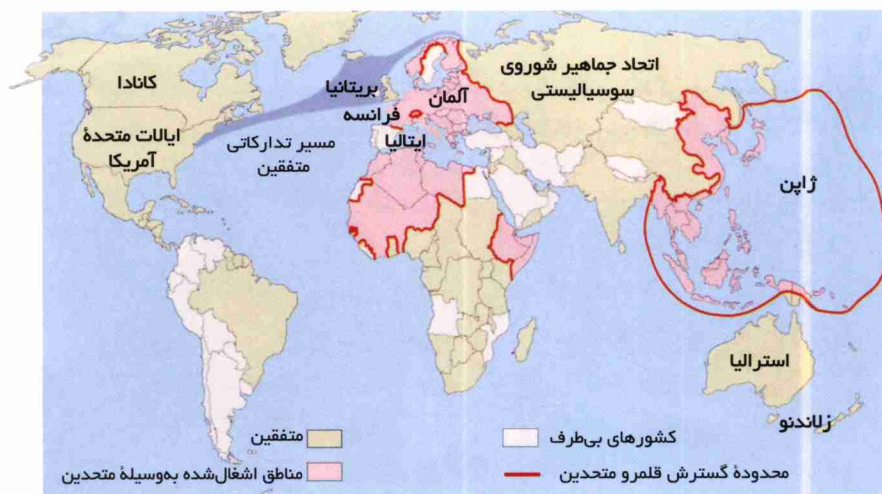 کانادا
ایالات متحدهٔ
آمریکا
بریتانیا
فرانسه
آلمان
ایتالیا
مسیر تدارکاتی
متفقین
اتحاد جماهیر شوروی
سوسیالیستی
ژاپن
استرالیا
زلاندنو
کشورهای بی‌طرف
محدودهٔ گسترش قلمرو متحدین
متفقین
مناطق اشغال‌شده به‌وسیلهٔ متحدین